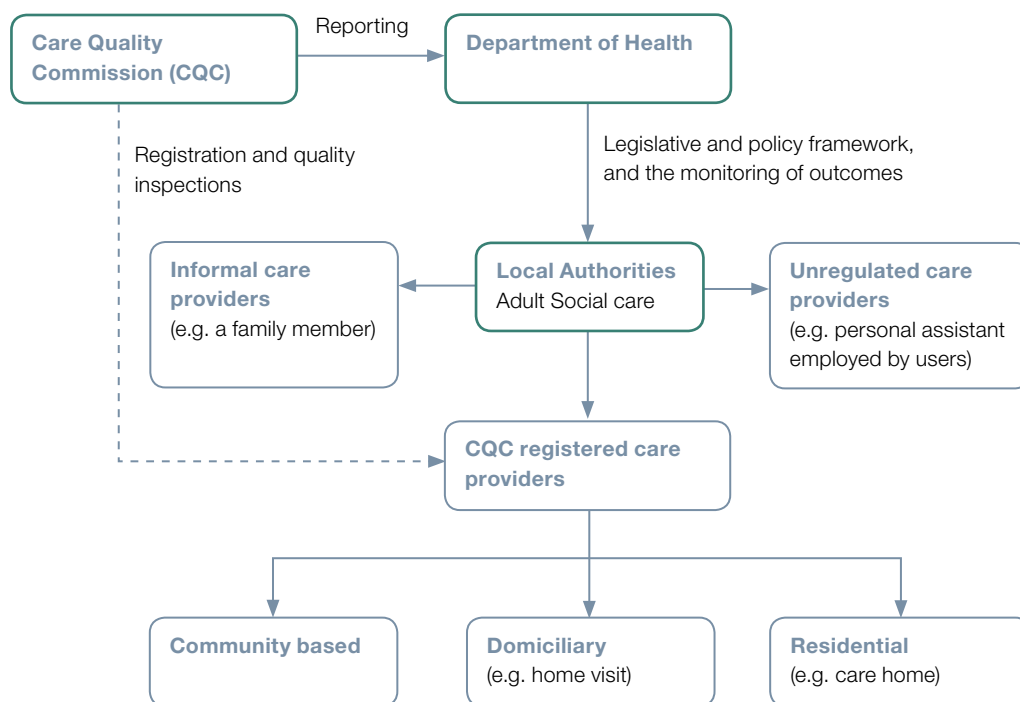 Care Quality
Commission (CQC)
Reporting
Department of Health
Registration and quality
inspections
Legislative and policy framework,
and the monitoring of outcomes
Informal care
providers
(e.g. a family member)
Local Authorities
Adult Social care
Unregulated care
providers
(e.g. personal assistant
employed by users)
CQC registered care
providers
Community based
Domiciliary
(e.g. home visit)
Residential
(e.g. care home)